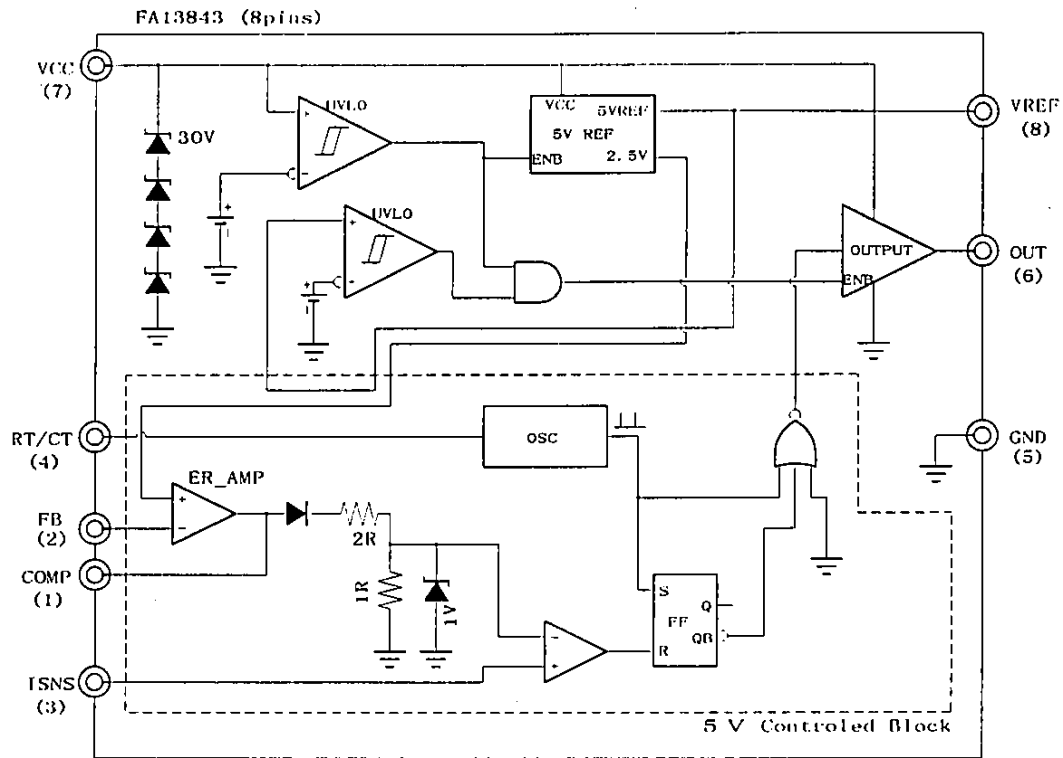 FA13843 (8pins)
VCC
(7)
30V
UVLO
+
-
+
UVLO
+
-
+
VCC
5VREF
5V REF
ENB
2.5V
VREF
(8)
OUTPUT
ENB
OUT
(6)
RT/CT
(4)
OSC
GND
(5)
ER_AMP
+
-
FB
(2)
COMP
(1)
2R
1R
1V
-
+
S
Q
FF
QB
R
ISNS
(3)
5 V Controled Block